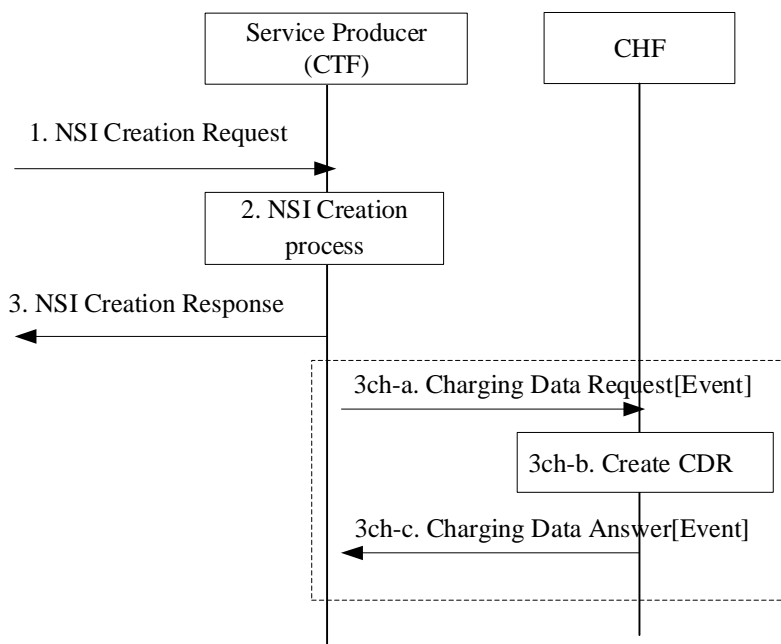 Service Producer
(CTF)
CHF
1. NSI Creation Request
2. NSI Creation
process
3. NSI Creation Response
3ch-a. Charging Data Request[Event]
3ch-b. Create CDR
3ch-c. Charging Data Answer[Event]